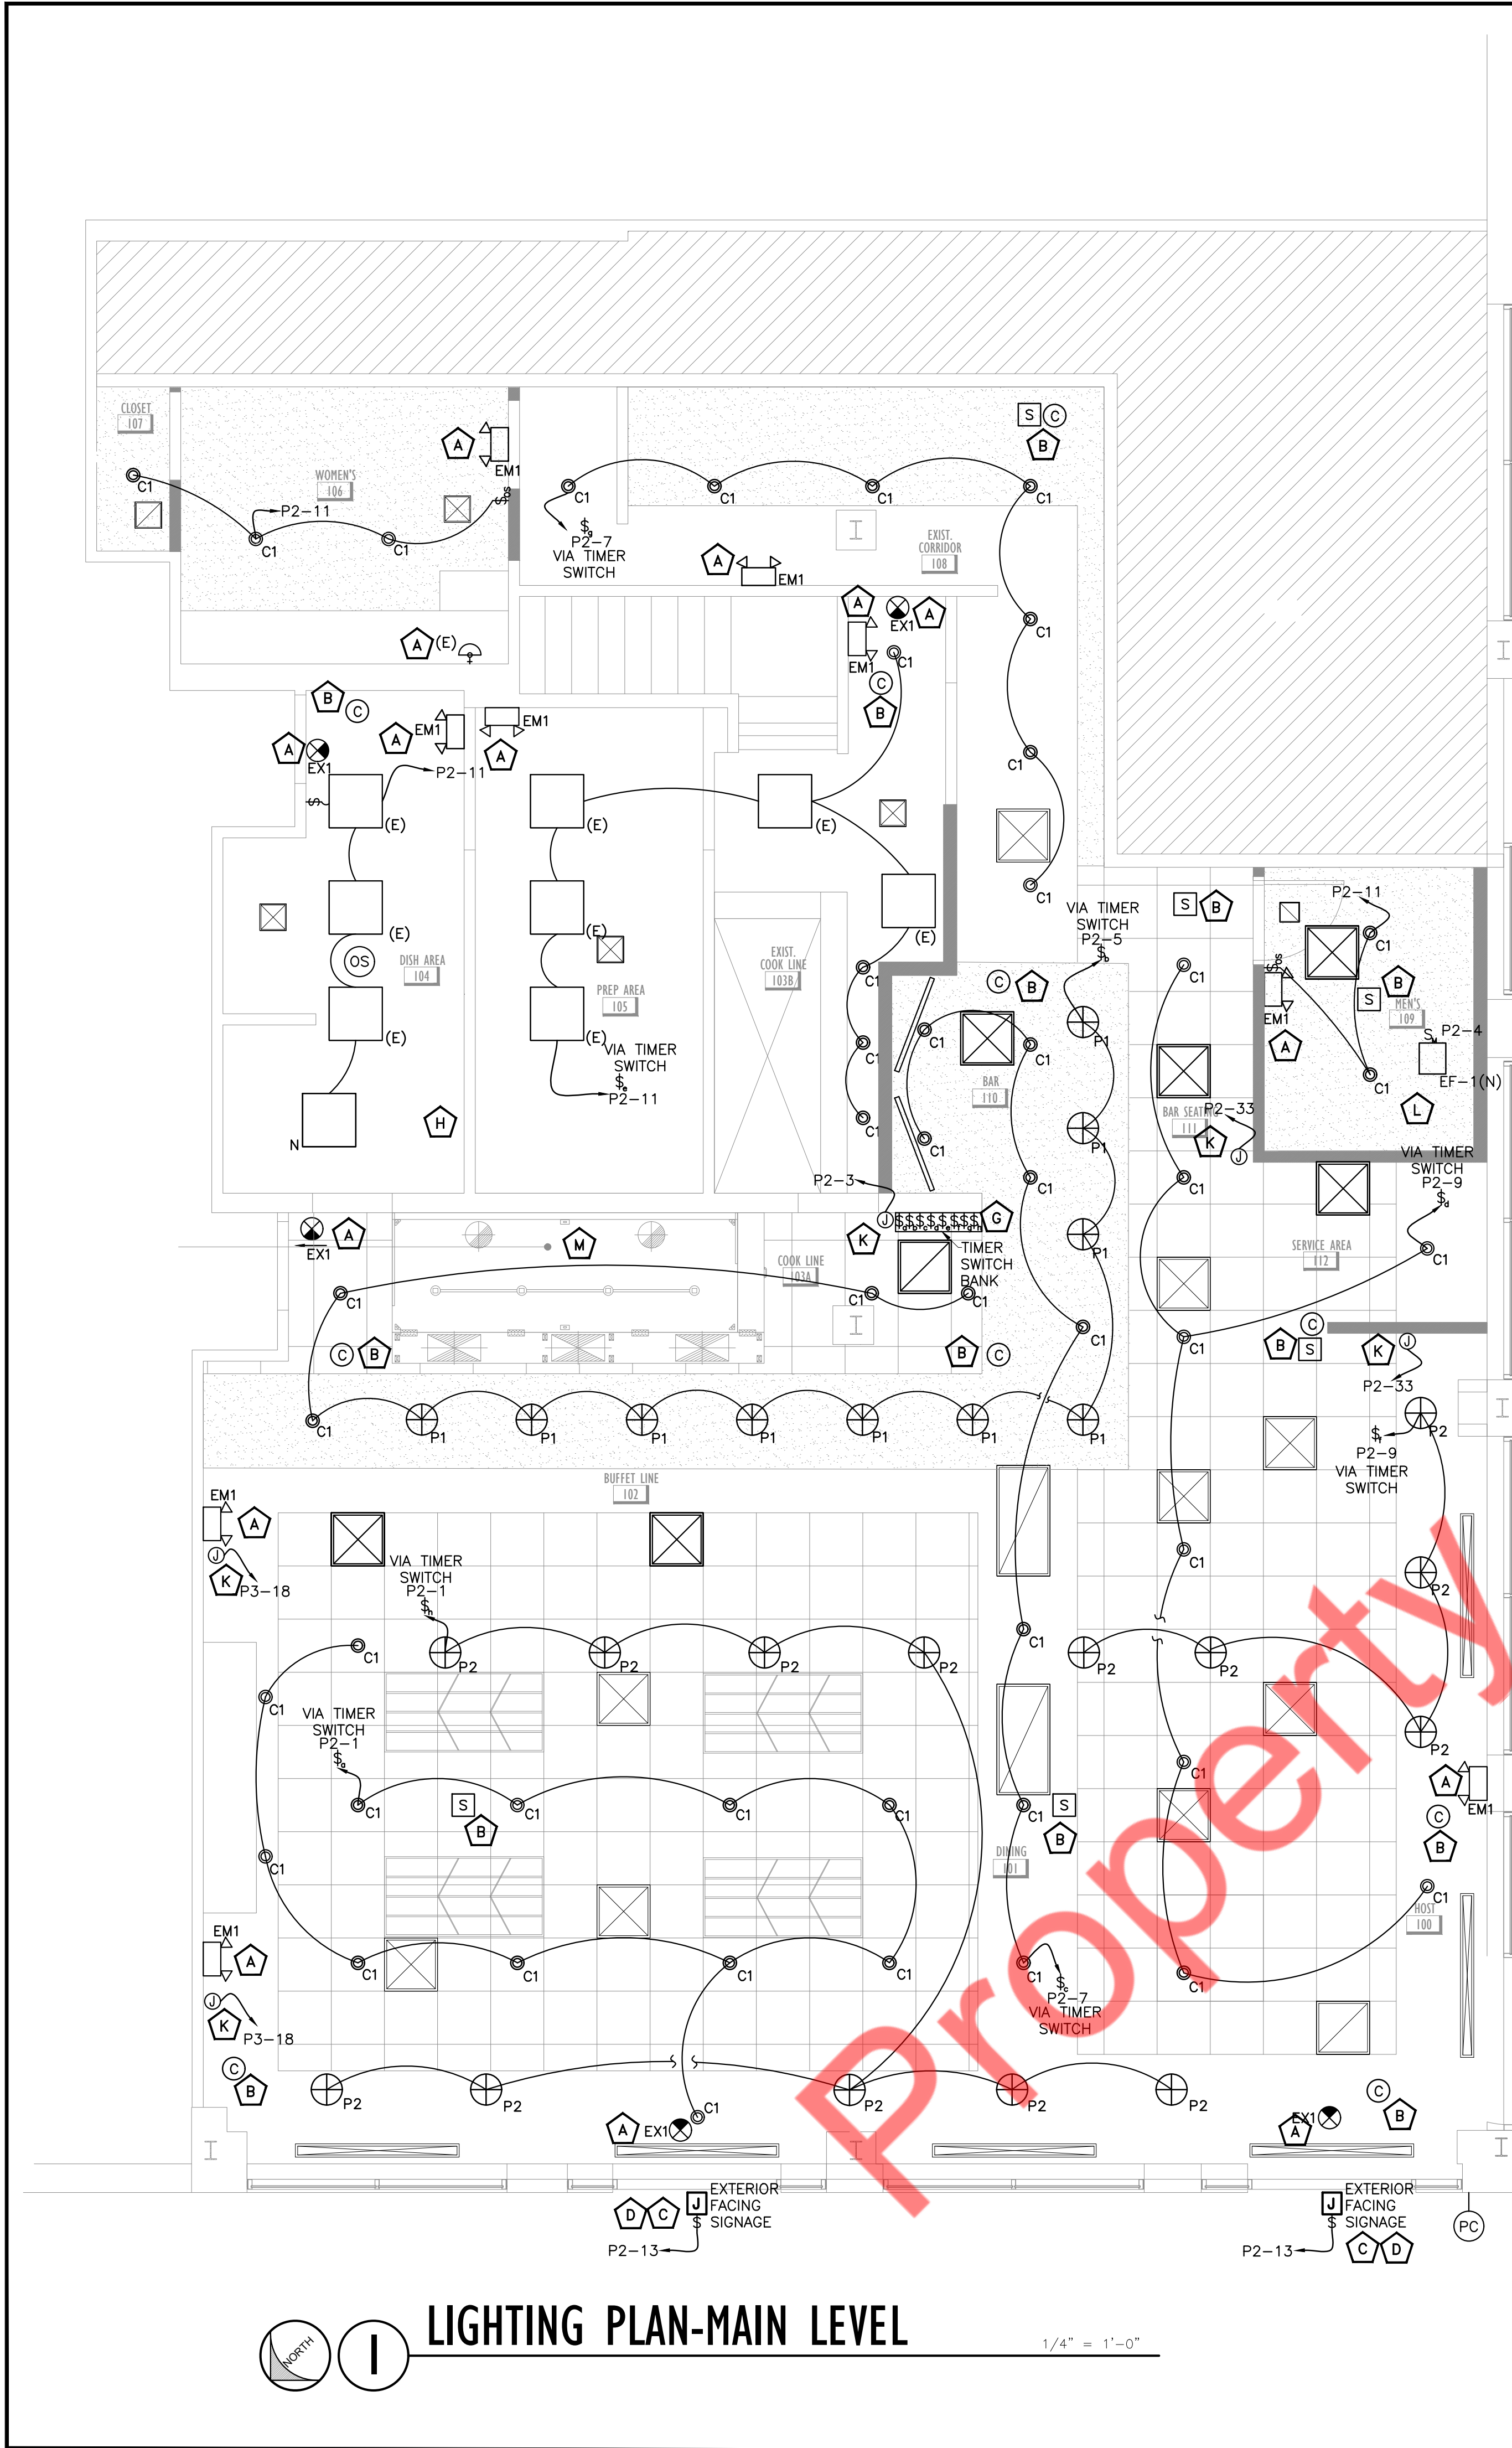 CLOSET
107
C1
WOMEN'S
106
A
EM1
$os
P2-11
C1
C1
C1
C1
C1
C1
S
C
B
$g
P2-7
VIA TIMER
SWITCH
I
EXIST.
CORRIDOR
108
A
EM1
A
EX1
A
EM1
C1
C
B
C1
A
(E)
B
C
A
EX1
A
EM1
EM1
A
P2-11
$
(E)
(E)
(E)
C1
C1
(E)
OS
DISH AREA
104
(E)
PREP AREA
105
EXIST.
COOK LINE
103B
(E)
(E)
(E)
VIA TIMER
SWITCH
$e
P2-11
N
H
C1
C1
C1
VIA TIMER
SWITCH
P2-5
$b
C
B
C1
C1
P1
BAR
110
P1
C1
C1
P1
S
B
C1
P2-11
C1
$os
EM1
A
S
B
MEN'S
109
P2-4
$M
EF-1(N)
C1
L
BAR SEATING
111
P2-33
K
J
C1
VIA TIMER
SWITCH
P2-9
$d
C1
SERVICE AREA
112
EX1
A
M
P2-3
J
K
$a$b$c$d$e$f$g$h
G
TIMER
SWITCH
BANK
COOK LINE
103A
C1
C1
C1
I
C
B
B
C
C1
C1
B
C
S
K
J
P2-33
C1
P1
P1
P1
P1
P1
P1
P1
$f
P2-9
VIA TIMER
SWITCH
P2
BUFFET LINE
102
EM1
A
J
K
P3-18
VIA TIMER
SWITCH
P2-1
$h
C1
P2
C1
P2
P2
P2
P2
C1
P2
P2
P2
C1
VIA TIMER
SWITCH
P2-1
$a
C1
S
B
C1
C1
C1
C1
S
B
C1
A
EM1
C
B
C1
DINING
101
C1
HOST
100
EM1
A
J
K
P3-18
C1
C1
C1
C1
C1
$c
P2-7
VIA TIMER
SWITCH
C1
C
B
P2
P2
C1
P2
P2
P2
C
B
A
EX1
EX1
A
I
I
I
D
C
J
$
EXTERIOR
FACING
SIGNAGE
P2-13
J
$
EXTERIOR
FACING
SIGNAGE
P2-13
C
D
PC
NORTH
1
LIGHTING PLAN-MAIN LEVEL
1/4" = 1'-0"
Property